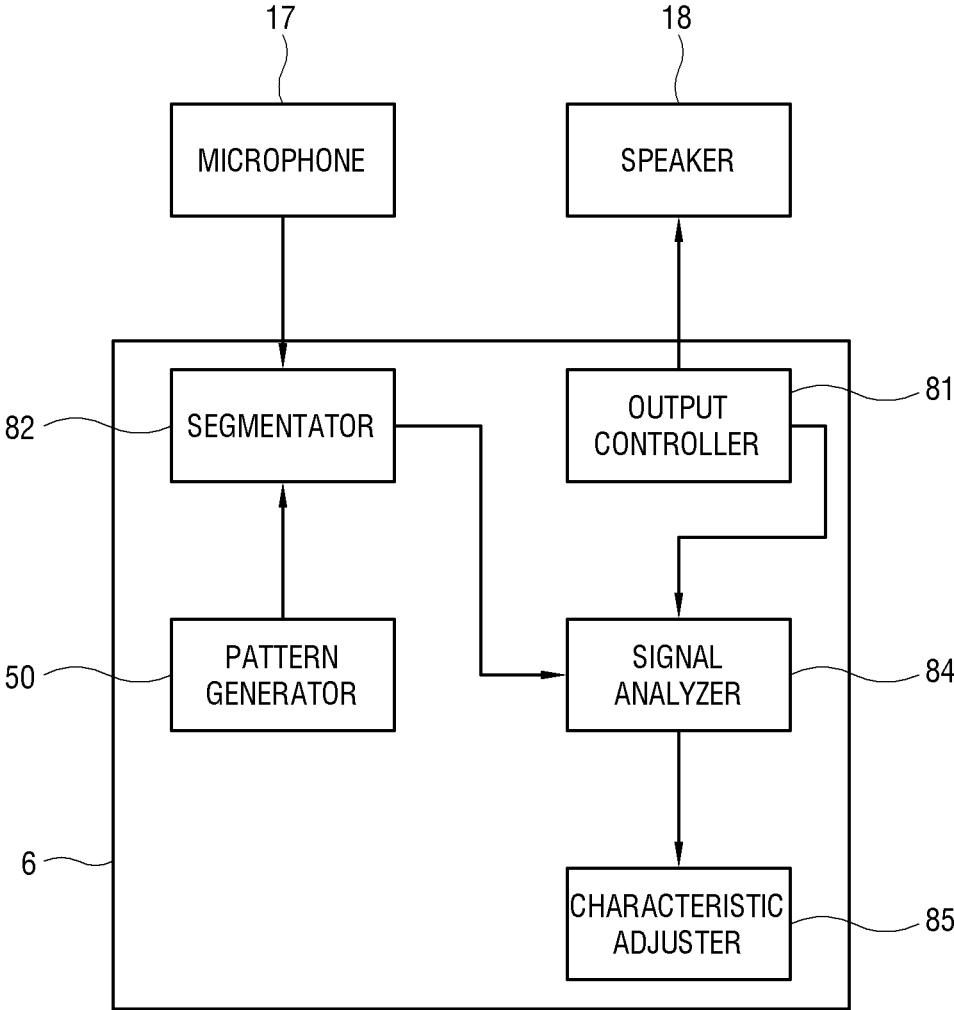 17
18
MICROPHONE
SPEAKER
82
SEGMENTATOR
OUTPUT
CONTROLLER
81
50
PATTERN
GENERATOR
SIGNAL
ANALYZER
84
6
CHARACTERISTIC
ADJUSTER
85